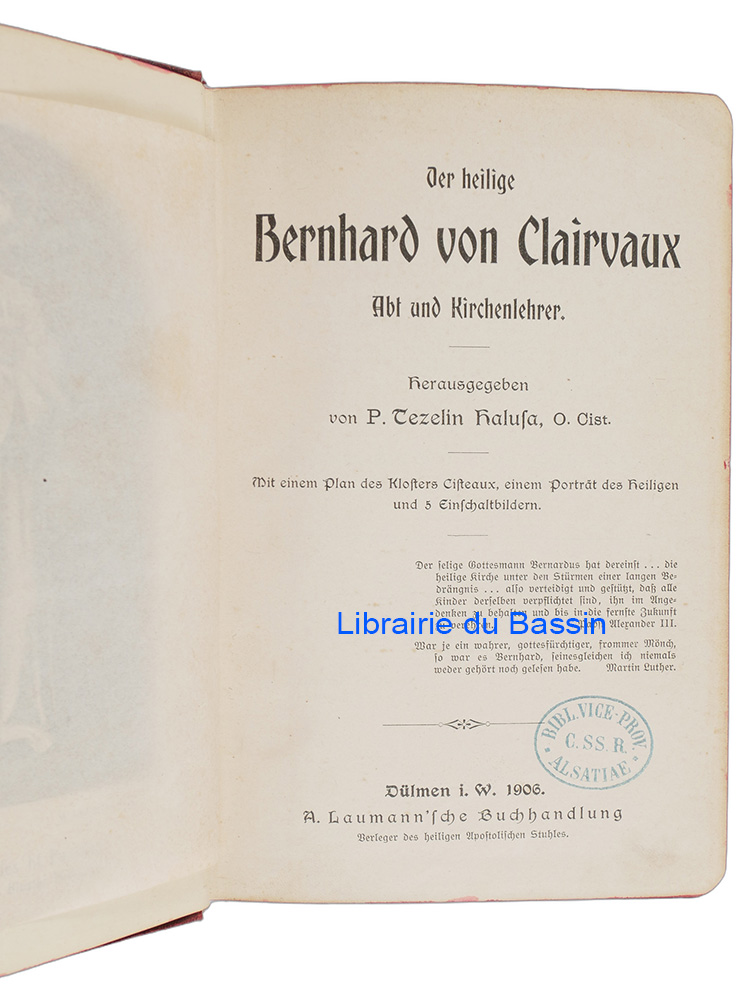 Der heilige
Bernhard von Clairvaux
Abt und Kirchenlehrer.
Herausgegeben
von P. Tezelin Haluſa, O. Cist.
Mit einem Plan des Kloſters Ciſteaux, einem Porträt des Heiligen
und 5 Einſchaltbildern.
Der ſelige Gottesmann Bernardus hat dereinſt . . . die
heilige Kirche unter den Stürmen einer langen Be-
drängnis . . . alſo verteidigt und geſtützt, daß alle
Kinder derſelben verpflichtet ſind, ihn im Ange-
denken zu behalten und bis in die fernſte Zukunft
zu verehren. Papſt Alexander III.
Librairie du Bassin
War je ein wahrer, gottesfürchtiger, frommer Mönch,
ſo war es Bernhard, ſeinesgleichen ich niemals
weder gehört noch geleſen habe. Martin Luther.
BIBL. VICE-PROV.
C. SS. R.
ALSATIAE
Dülmen i. W. 1906.
A. Laumann'ſche Buchhandlung
Verleger des heiligen Apoſtoliſchen Stuhles.